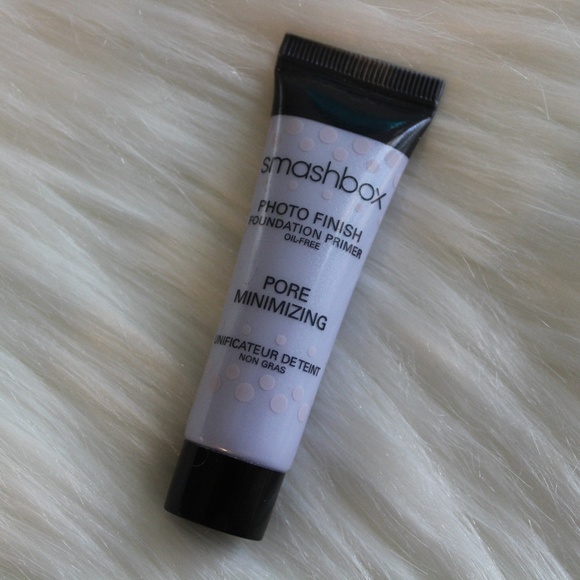 smashbox
PHOTO FINISH
FOUNDATION PRIMER
OIL-FREE
PORE
MINIMIZING
UNIFICATEUR DE TEINT
NON GRAS